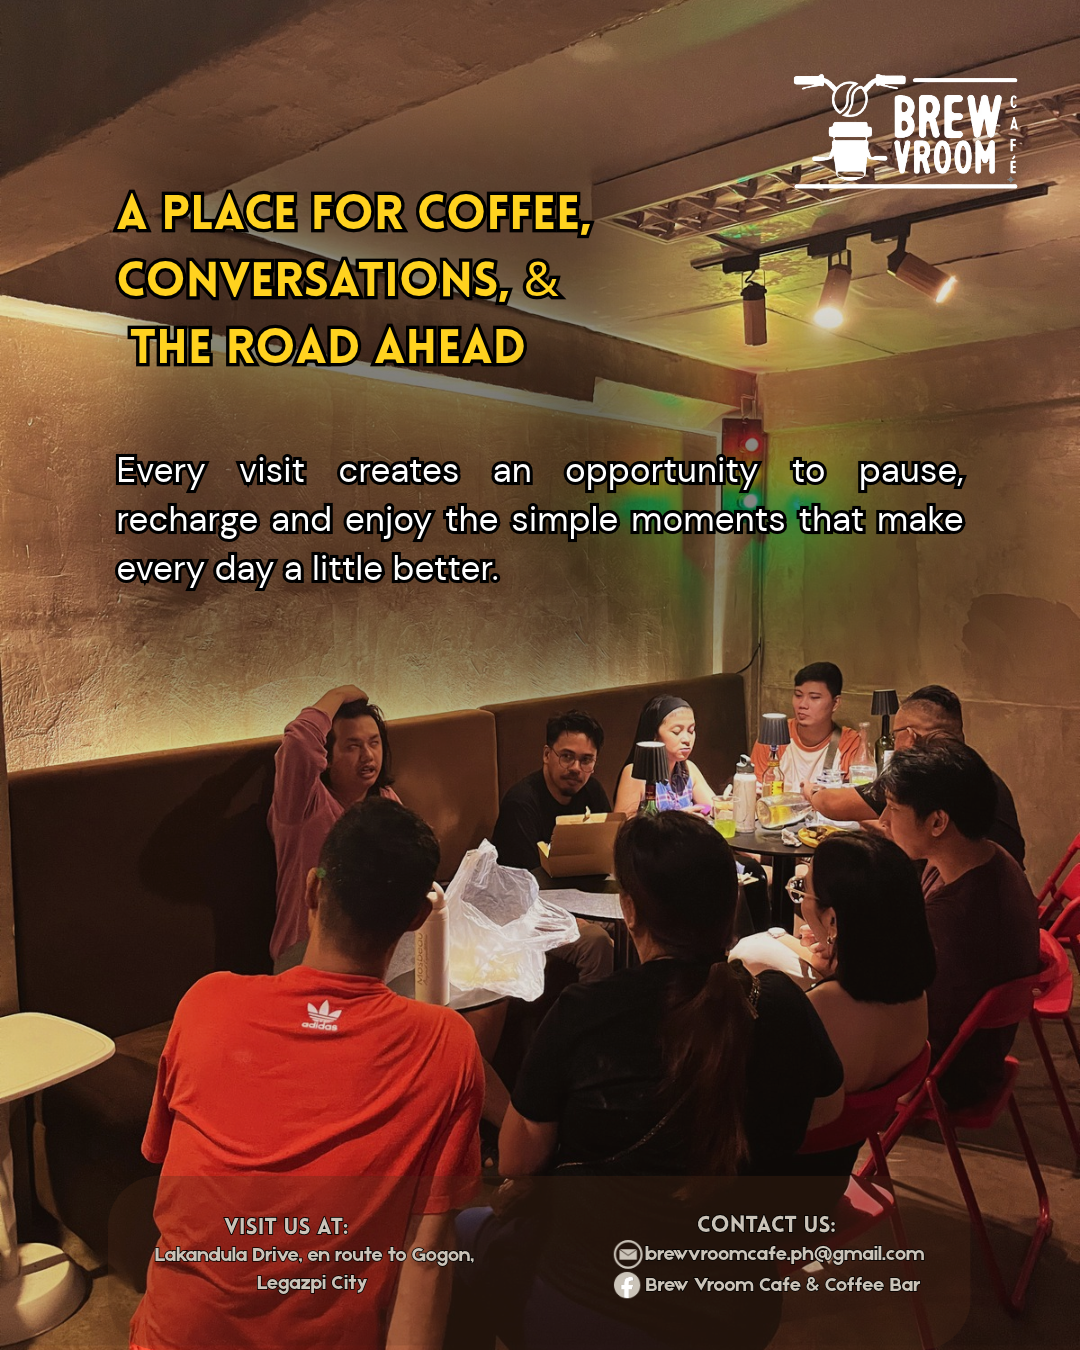 BREW
VROOM
CAFÉ
A PLACE FOR COFFEE,
CONVERSATIONS, &
THE ROAD AHEAD
Every visit creates an opportunity to pause,
recharge and enjoy the simple moments that make
every day a little better.
adidas
VISIT US AT:
Lakandula Drive, en route to Gogon,
Legazpi City
CONTACT US:
brewvroomcafe.ph@gmail.com
Brew Vroom Cafe & Coffee Bar